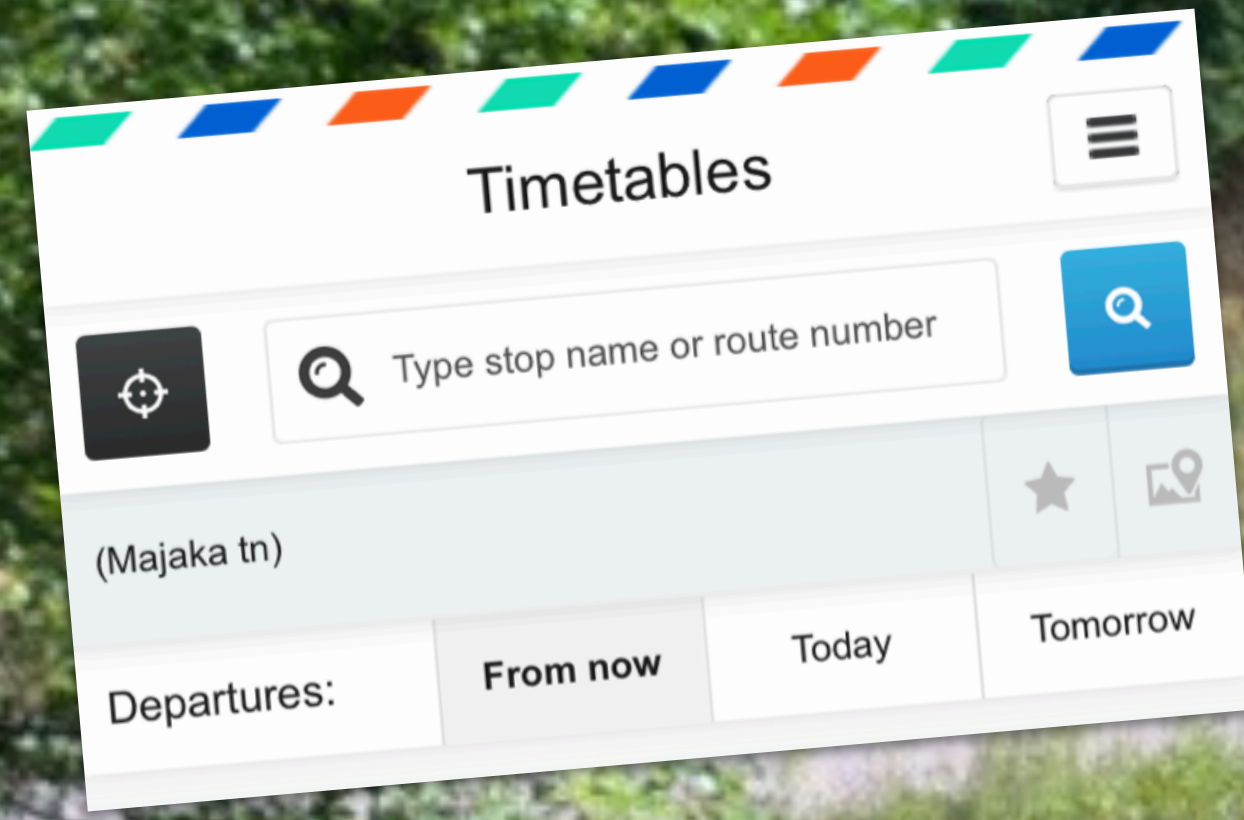 Timetables
Type stop name or route number
(Majaka tn)
Departures: From now Today Tomorrow